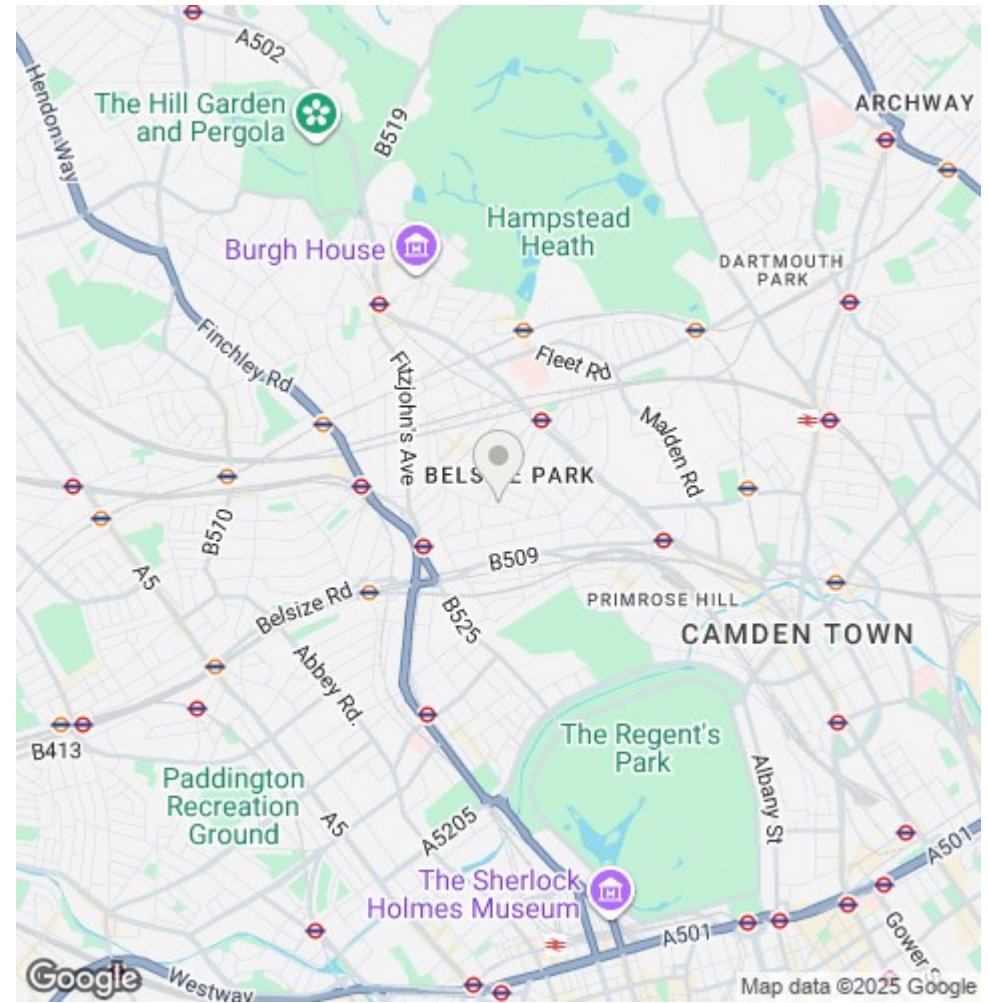 A502
Hendon Way
The Hill Garden
and Pergola
B519
ARCHWAY
Hampstead
Heath
Burgh House
DARTMOUTH
PARK
Finchley Rd
Fitzjohn's Ave
Fleet Rd
Malden Rd
BELSIZE PARK
B510
B509
A5
Belsize Rd
B525
PRIMROSE HILL
CAMDEN TOWN
Abbey Rd.
The Regent's
Park
B413
Albany St
Paddington
Recreation
Ground
A5
A5205
The Sherlock
Holmes Museum
A501
A501
Gower S
Westway
Google
Map data ©2025 Google